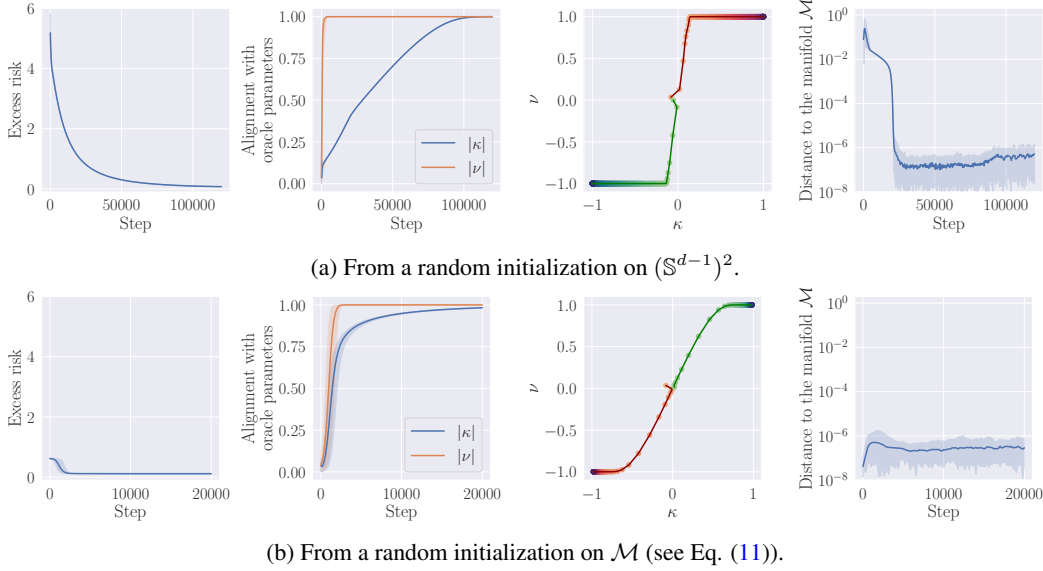 Excess risk
6
4
2
0
0
50000
100000
Step
Alignment with
oracle parameters
1.00
0.75
0.50
0.25
0.00
|κ|
|ν|
0
50000
100000
Step
ν
1.0
0.5
0.0
−0.5
−1.0
−1
0
1
κ
Distance to the manifold ℳ
10⁰
10⁻²
10⁻⁴
10⁻⁶
10⁻⁸
0
50000
100000
Step
(a) From a random initialization on (𝕊ᵈ⁻¹)².
Excess risk
6
4
2
0
0
10000
20000
Step
Alignment with
oracle parameters
1.00
0.75
0.50
0.25
0.00
|κ|
|ν|
0
10000
20000
Step
ν
1.0
0.5
0.0
−0.5
−1.0
−1
0
1
κ
Distance to the manifold ℳ
10⁰
10⁻²
10⁻⁴
10⁻⁶
10⁻⁸
0
10000
20000
Step
(b) From a random initialization on ℳ (see Eq. (11)).